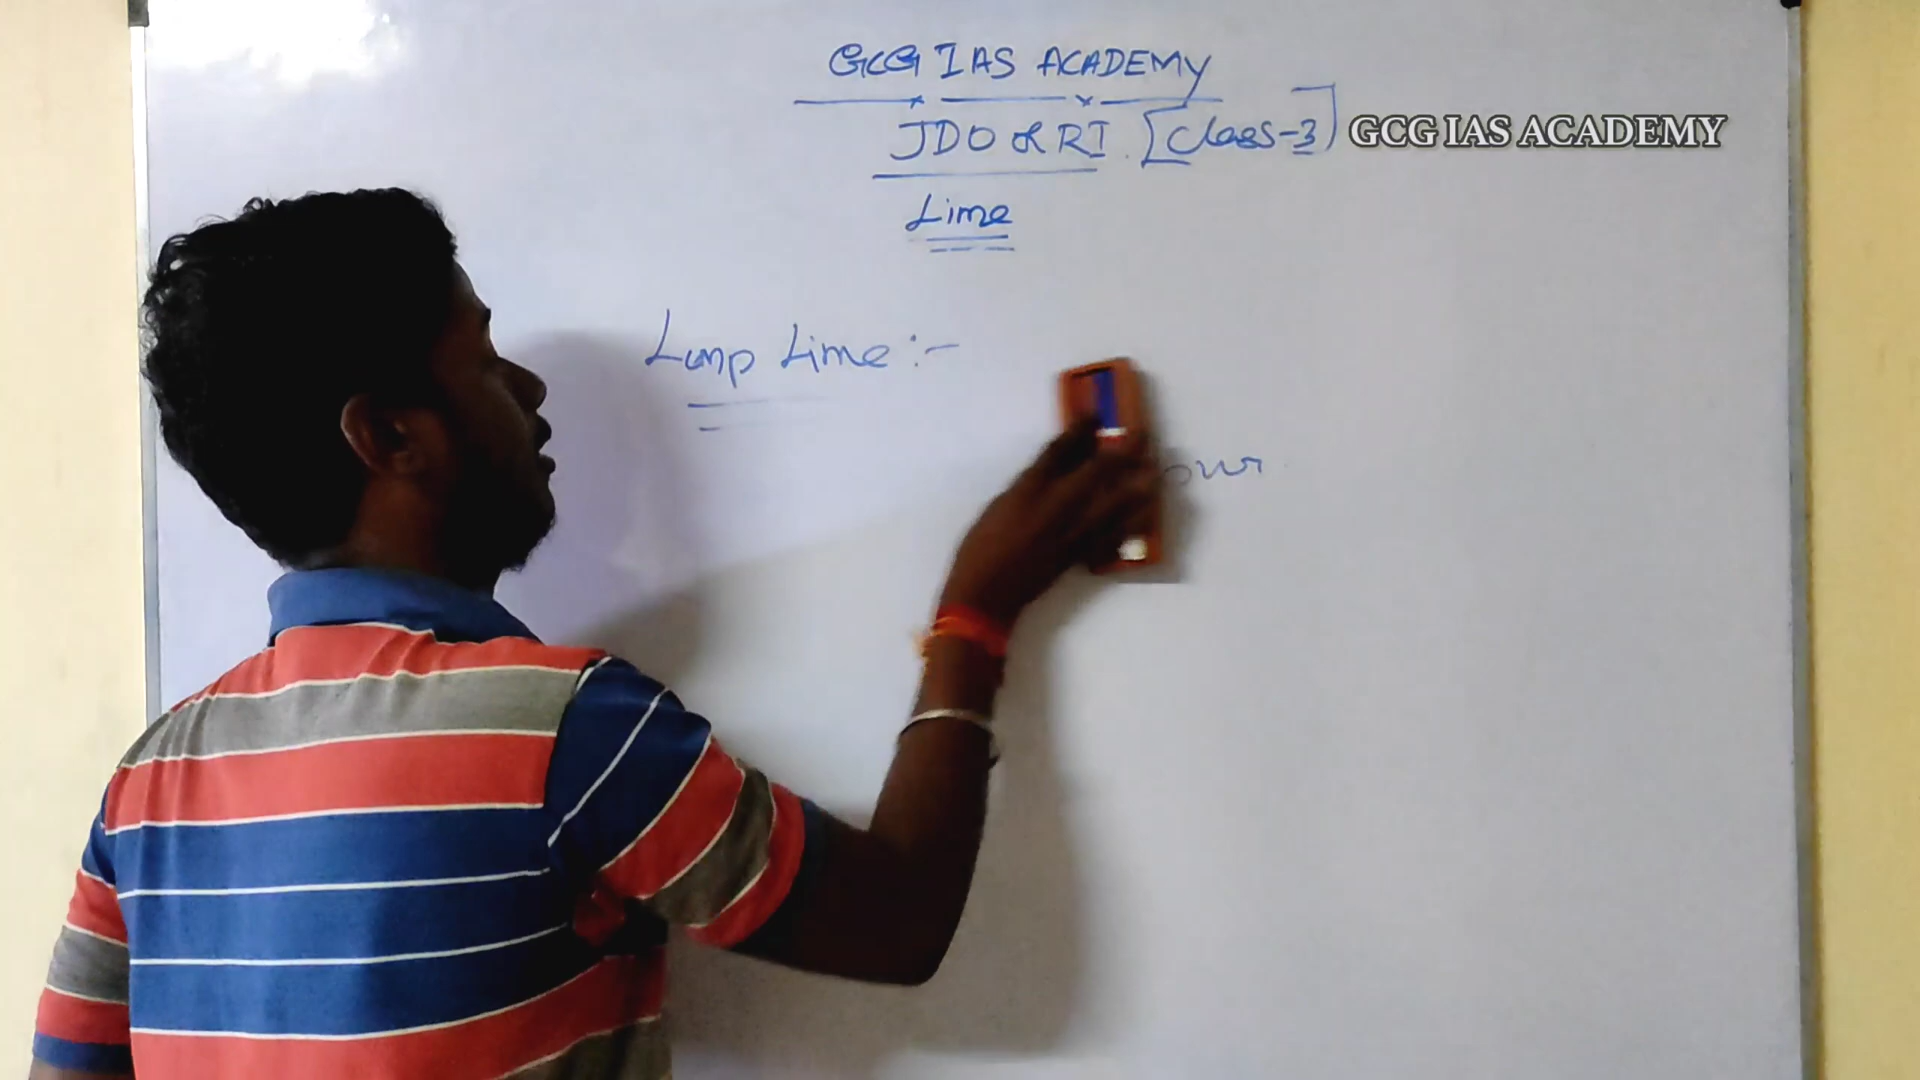 GCG IAS ACADEMY
JDO & RI [Class-3]
GCG IAS ACADEMY
Lime
Lump Lime :-